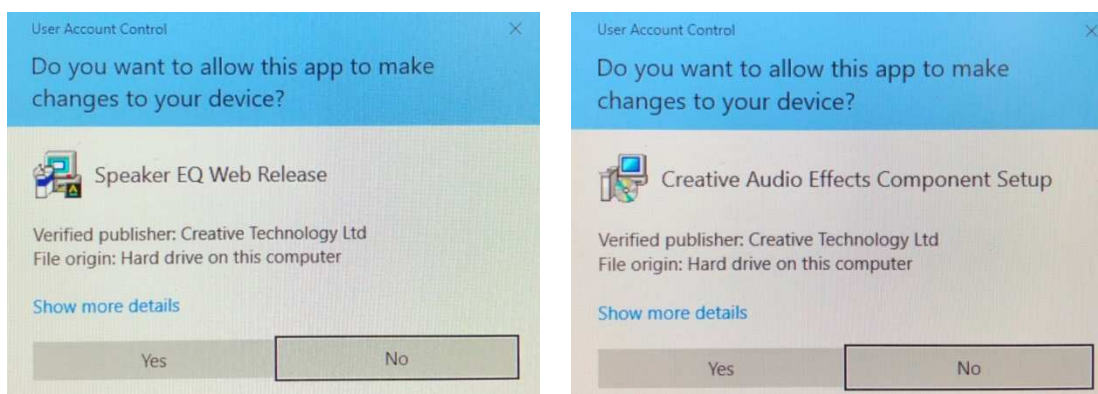 User Account Control
Do you want to allow this app to make
changes to your device?
Speaker EQ Web Release
Verified publisher: Creative Technology Ltd
File origin: Hard drive on this computer
Show more details
Yes No
User Account Control
Do you want to allow this app to make
changes to your device?
Creative Audio Effects Component Setup
Verified publisher: Creative Technology Ltd
File origin: Hard drive on this computer
Show more details
Yes No